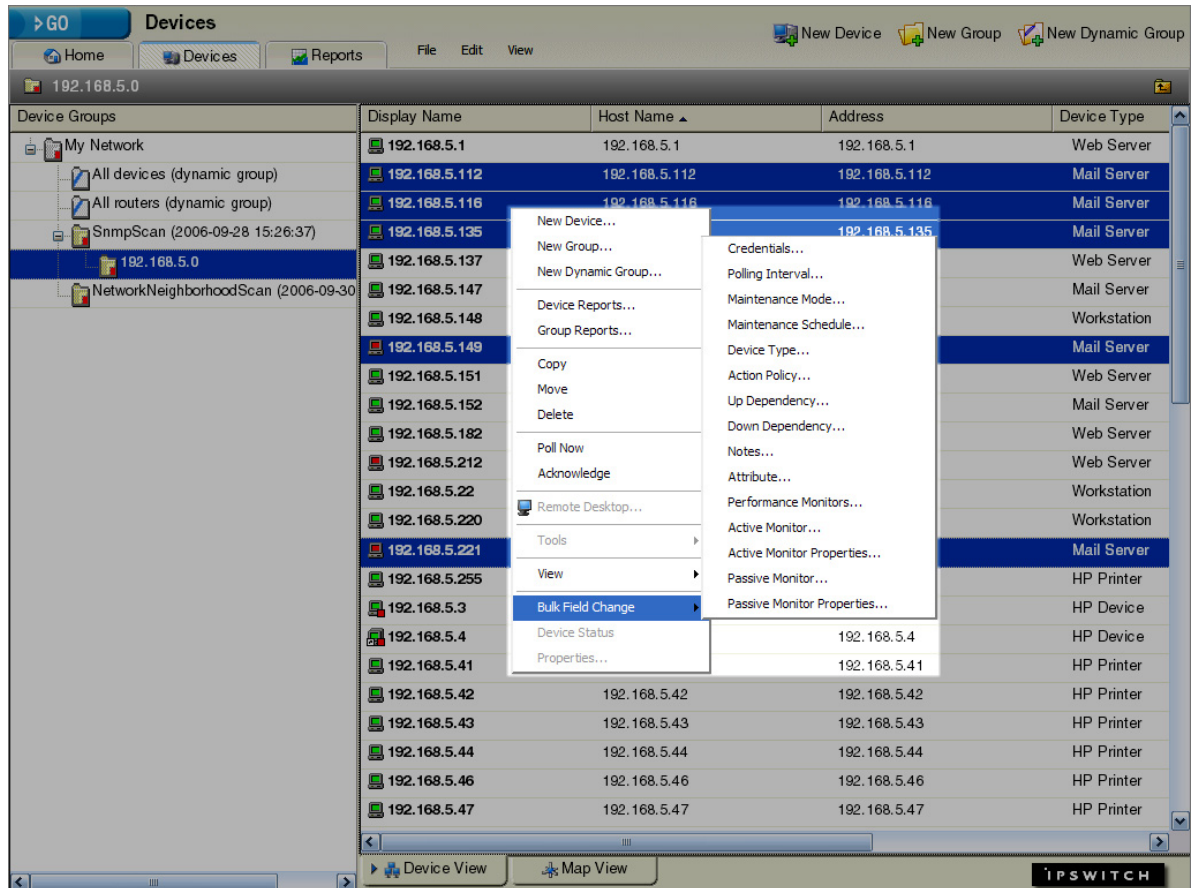 GO Devices
New Device New Group New Dynamic Group
Home Devices Reports File Edit View
192.168.5.0
Device Groups
My Network
All devices (dynamic group)
All routers (dynamic group)
SnmpScan (2006-09-28 15:26:37)
192.168.5.0
NetworkNeighborhoodScan (2006-09-30
Display Name Host Name Address Device Type
192.168.5.1 192.168.5.1 192.168.5.1 Web Server
192.168.5.112 192.168.5.112 192.168.5.112 Mail Server
192.168.5.116 192.168.5.116 192.168.5.116 Mail Server
192.168.5.135 192.168.5.135 Mail Server
192.168.5.137 Web Server
192.168.5.147 Mail Server
192.168.5.148 Workstation
192.168.5.149 Mail Server
192.168.5.151 Web Server
192.168.5.152 Mail Server
192.168.5.182 Web Server
192.168.5.212 Web Server
192.168.5.22 Workstation
192.168.5.220 Workstation
192.168.5.221 Mail Server
192.168.5.255 HP Printer
192.168.5.3 HP Device
192.168.5.4 192.168.5.4 HP Device
192.168.5.41 192.168.5.41 HP Printer
192.168.5.42 192.168.5.42 192.168.5.42 HP Printer
192.168.5.43 192.168.5.43 192.168.5.43 HP Printer
192.168.5.44 192.168.5.44 192.168.5.44 HP Printer
192.168.5.46 192.168.5.46 192.168.5.46 HP Printer
192.168.5.47 192.168.5.47 192.168.5.47 HP Printer
New Device...
New Group...
New Dynamic Group...
Device Reports...
Group Reports...
Copy
Move
Delete
Poll Now
Acknowledge
Remote Desktop...
Tools
View
Bulk Field Change
Device Status
Properties...
Credentials...
Polling Interval...
Maintenance Mode...
Maintenance Schedule...
Device Type...
Action Policy...
Up Dependency...
Down Dependency...
Notes...
Attribute...
Performance Monitors...
Active Monitor...
Active Monitor Properties...
Passive Monitor...
Passive Monitor Properties...
Device View Map View
IPSWITCH